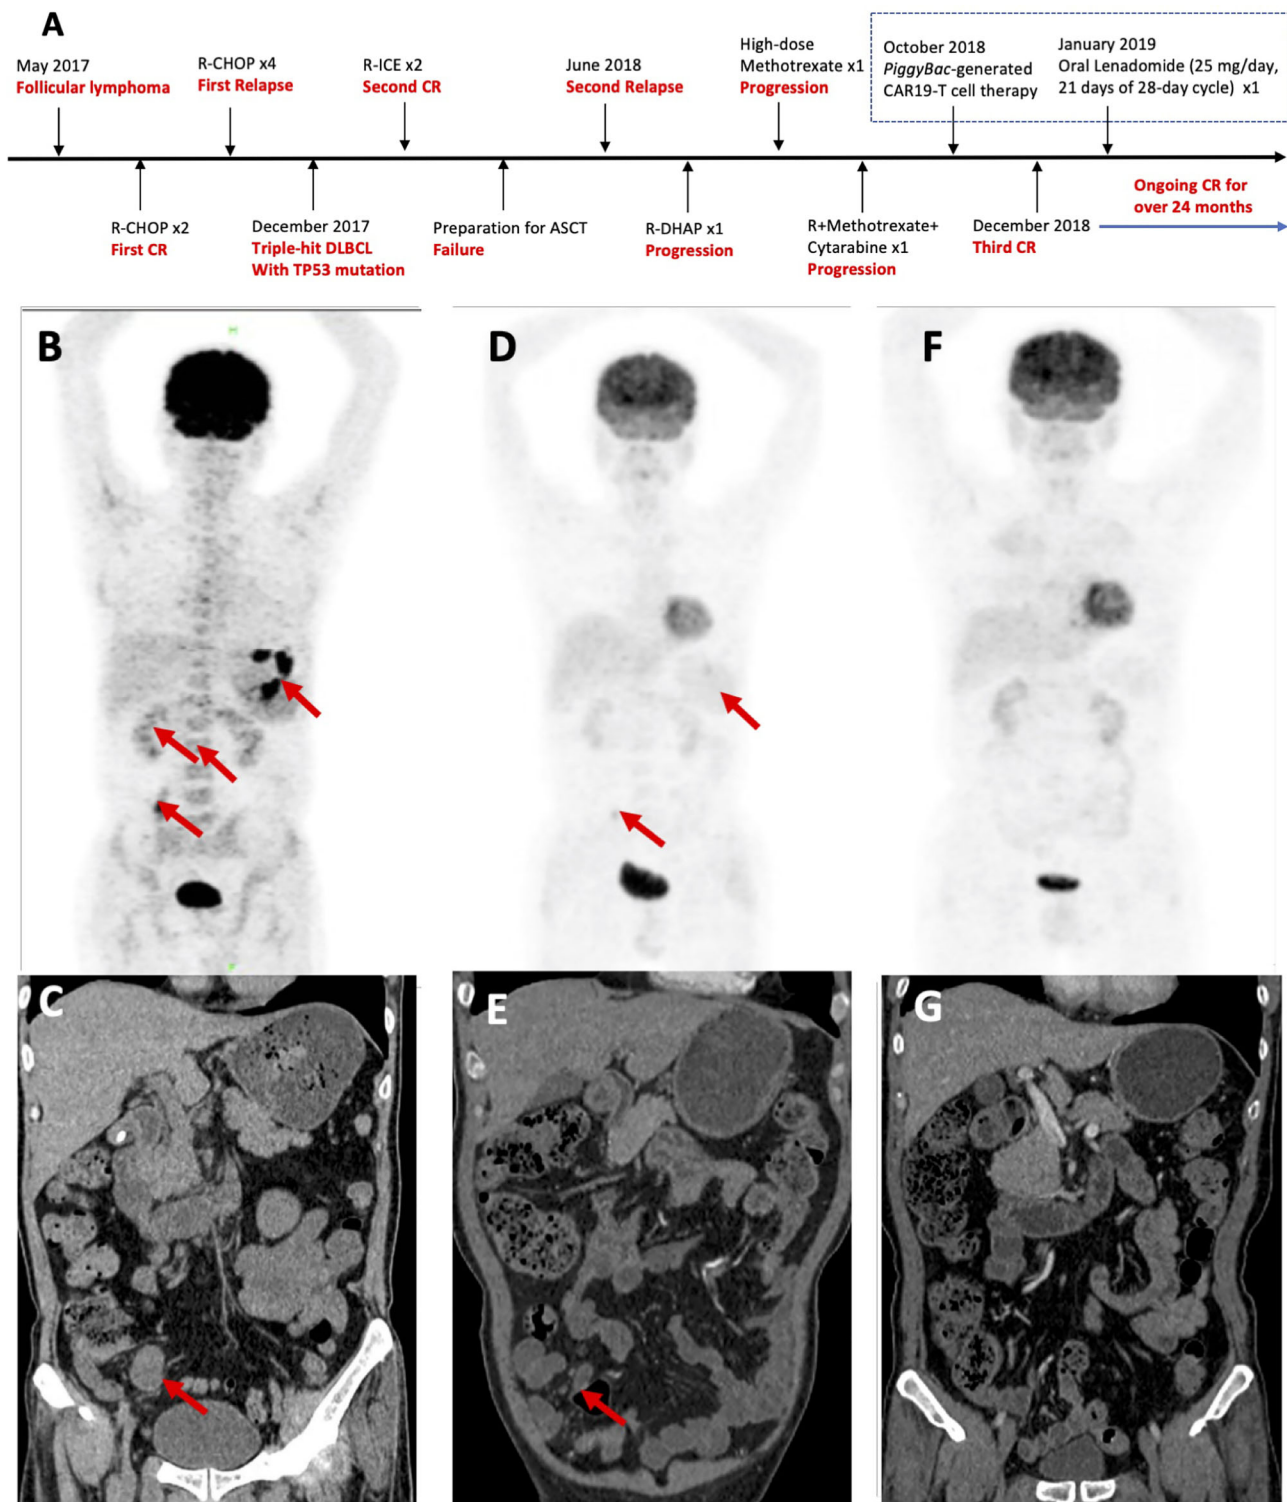 A
May 2017
Follicular lymphoma
R-CHOP x4
First Relapse
R-ICE x2
Second CR
June 2018
Second Relapse
High-dose
Methotrexate x1
Progression
October 2018
PiggyBac-generated
CAR19-T cell therapy
January 2019
Oral Lenadomide (25 mg/day,
21 days of 28-day cycle) x1
R-CHOP x2
First CR
December 2017
Triple-hit DLBCL
With TP53 mutation
Preparation for ASCT
Failure
R-DHAP x1
Progression
R+Methotrexate+
Cytarabine x1
Progression
December 2018
Third CR
Ongoing CR for
over 24 months
B
D
F
C
E
G